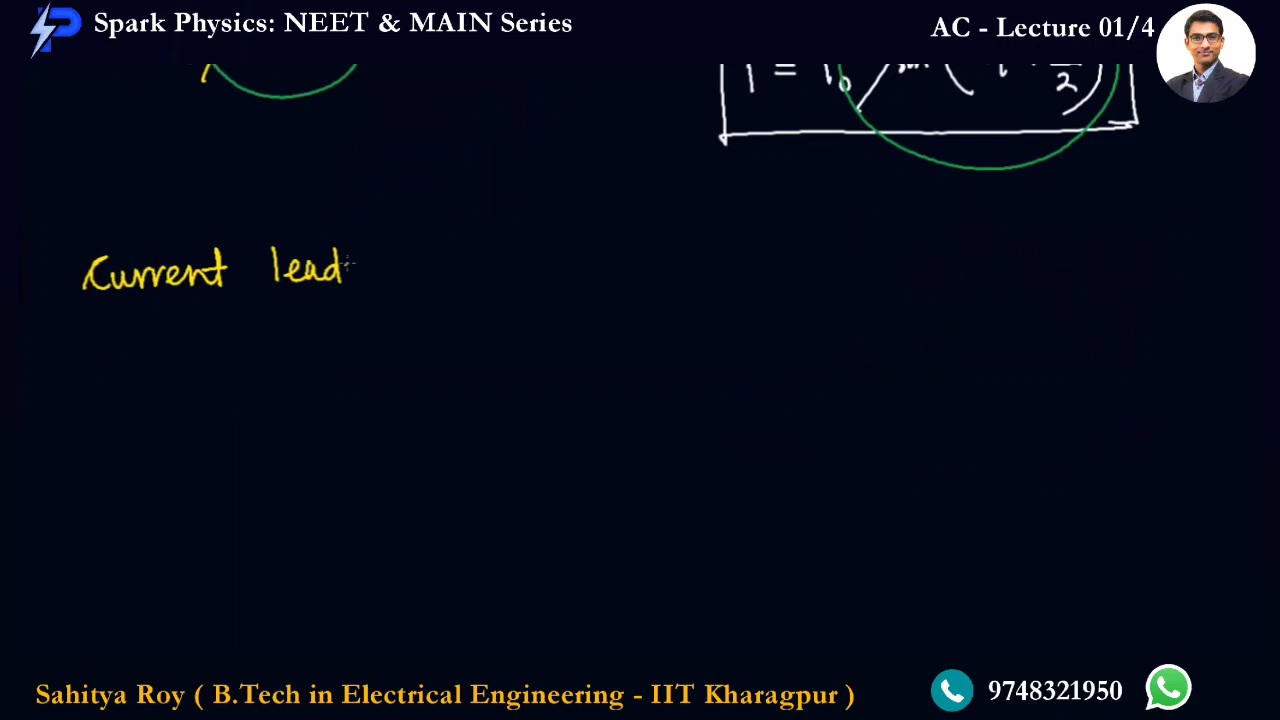 Spark Physics: NEET & MAIN Series
AC - Lecture 01/4
2
Current lead
Sahitya Roy ( B.Tech in Electrical Engineering - IIT Kharagpur )
9748321950